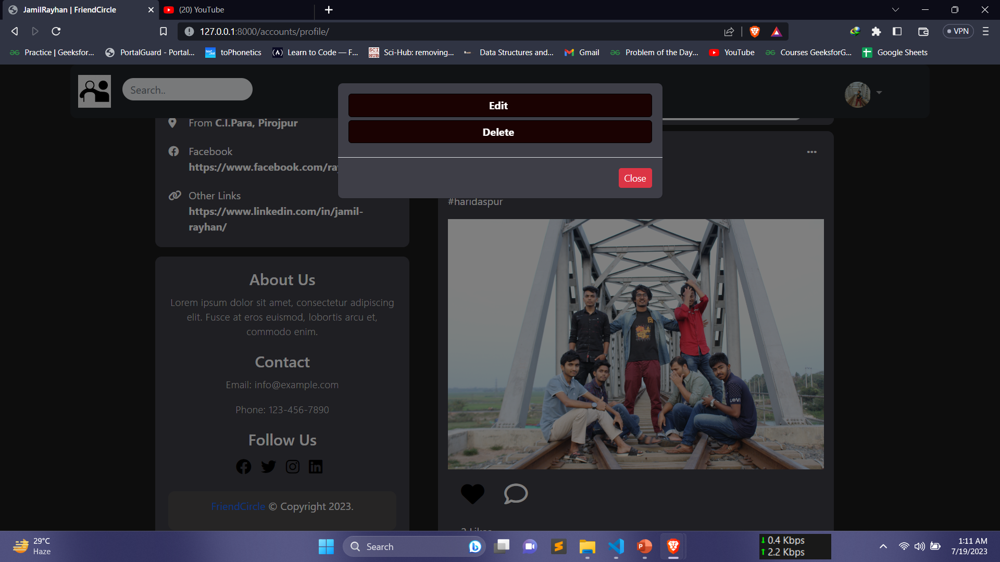 JamilRayhan | FriendCircle
(20) YouTube
127.0.0.1:8000/accounts/profile/
VPN
Practice | Geeksfor...
PortalGuard - Portal...
toPhonetics
Learn to Code — F...
SCI
HUB
Sci-Hub: removing...
Data Structures and...
Gmail
Problem of the Day...
YouTube
Courses GeeksforG...
Google Sheets
Search..
Edit
Delete
Close
From C.I.Para, Pirojpur
Facebook
https://www.facebook.com/ra
Other Links
https://www.linkedin.com/in/jamil-
rayhan/
#haridaspur
About Us
Lorem ipsum dolor sit amet, consectetur adipiscing
elit. Fusce at eros euismod, lobortis arcu et,
commodo enim.
Contact
Email: info@example.com
Phone: 123-456-7890
Follow Us
FriendCircle © Copyright 2023.
29°C
Haze
Search
0.4 Kbps
2.2 Kbps
1:11 AM
7/19/2023